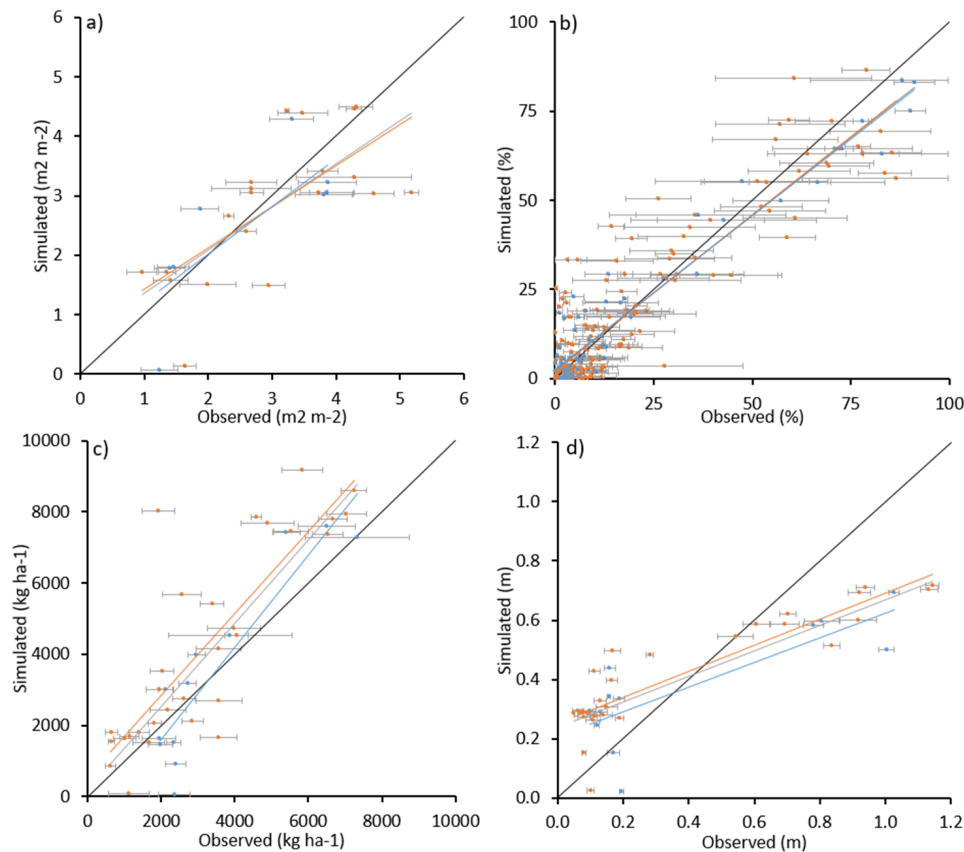 a)
6
5
4
3
2
1
0
Simulated (m2 m-2)
0 1 2 3 4 5 6
Observed (m2 m-2)
b)
100
75
50
25
0
Simulated (%)
0 25 50 75 100
Observed (%)
c)
10000
8000
6000
4000
2000
0
Simulated (kg ha-1)
0 2000 4000 6000 8000 10000
Observed (kg ha-1)
d)
1.2
1.0
0.8
0.6
0.4
0.2
0.0
Simulated (m)
0.0 0.2 0.4 0.6 0.8 1.0 1.2
Observed (m)